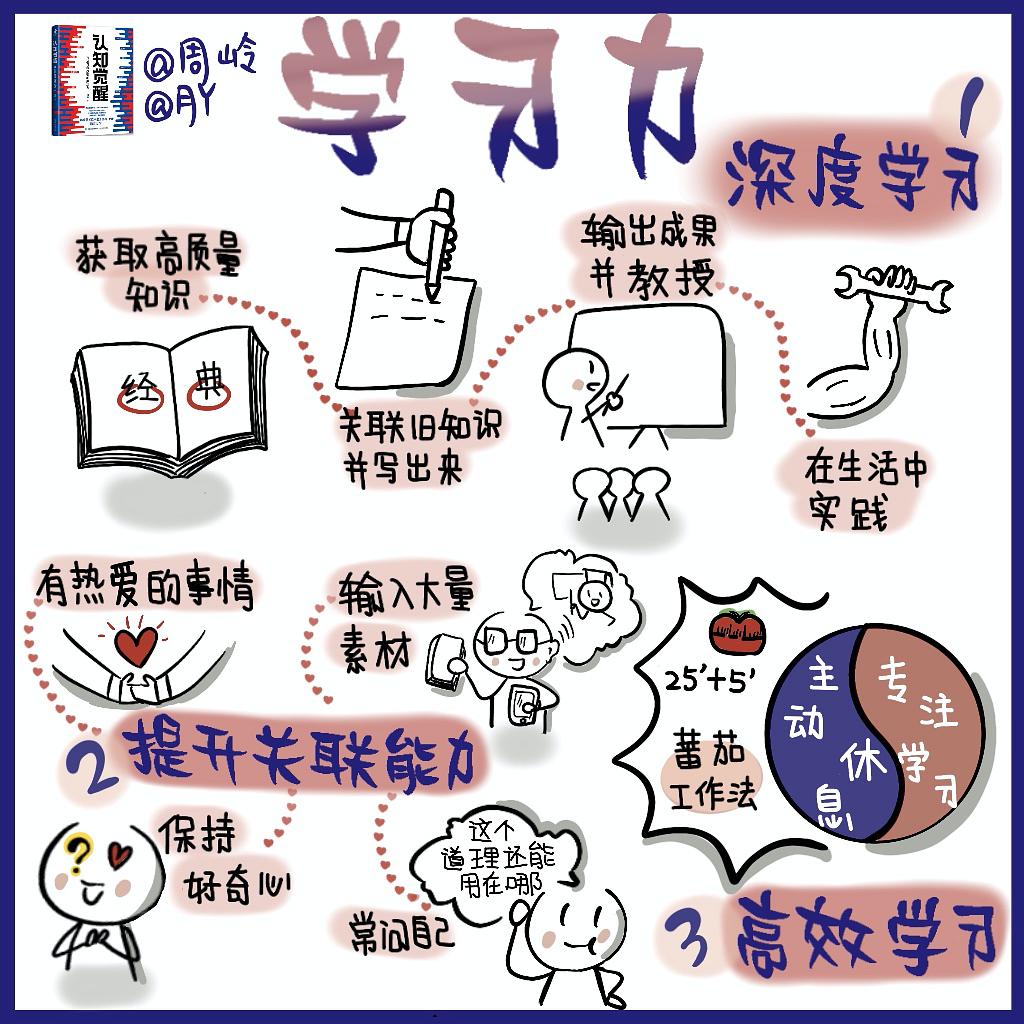 认知觉醒
@周岭
@月Y
学习力
1
深度学习
获取高质量
知识
经典
关联旧知识
并写出来
输出成果
并教授
在生活中
实践
2
提升关联能力
有热爱的事情
输入大量
素材
保持
好奇心
常问自己
这个
道理还能
用在哪
3
高效学习
25'+5'
番茄
工作法
主动休息
专注学习